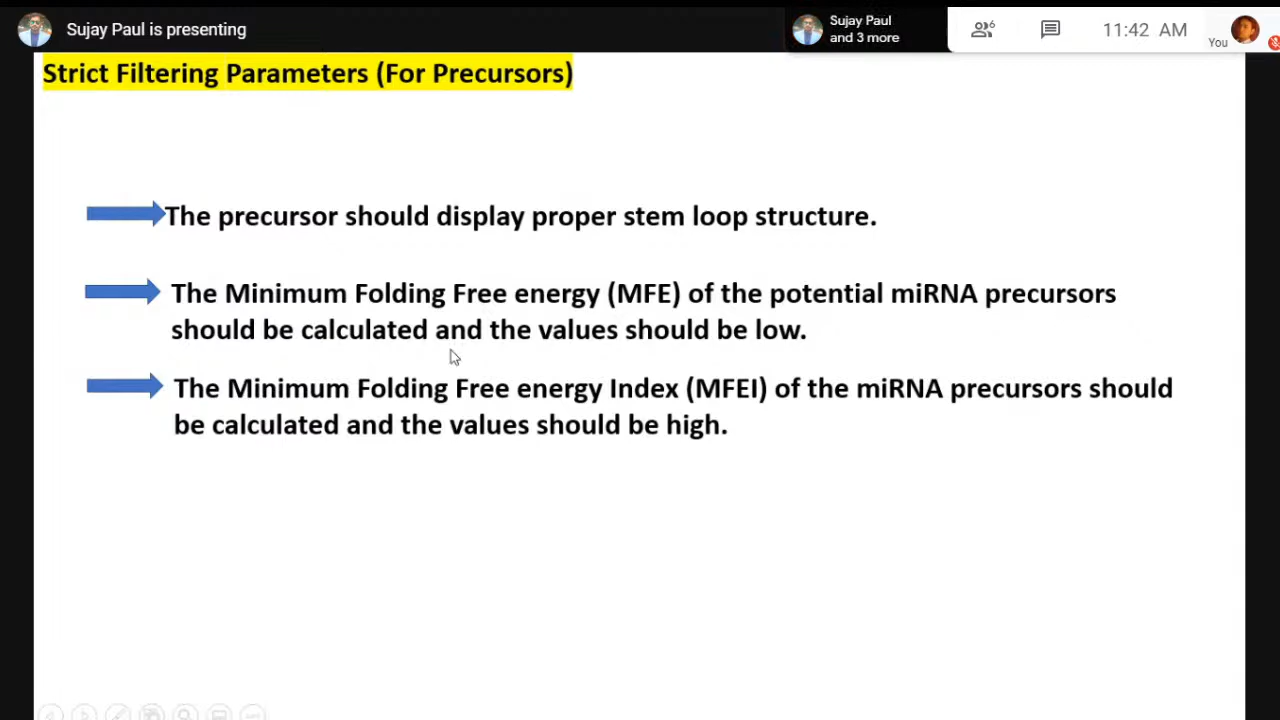 Sujay Paul is presenting
Sujay Paul
and 3 more
6
11:42 AM
You
Strict Filtering Parameters (For Precursors)
The precursor should display proper stem loop structure.
The Minimum Folding Free energy (MFE) of the potential miRNA precursors
should be calculated and the values should be low.
The Minimum Folding Free energy Index (MFEI) of the miRNA precursors should
be calculated and the values should be high.